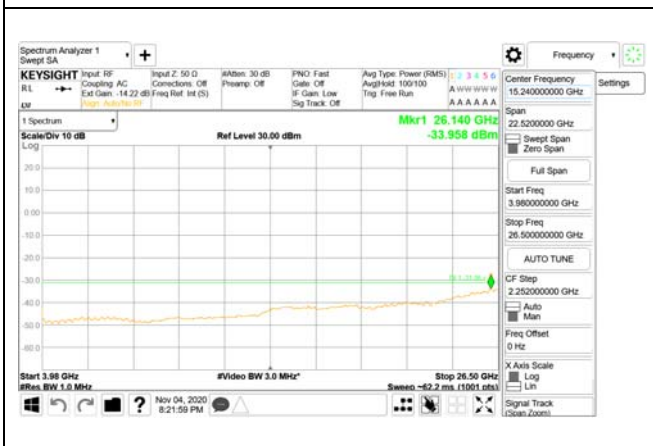 Spectrum Analyzer 1
Swept SA
+
Frequency
KEYSIGHT
RL
Input: RF
Coupling: AC
Ext Gain: -14.22 dB
Align: Auto/No RF
Input Z: 50 Ω
Corrections: Off
Freq Ref: Int (S)
#Atten: 30 dB
Preamp: Off
PNO: Fast
Gate: Off
IF Gain: Low
Sig Track: Off
Avg Type: Power (RMS)
Avg|Hold: 100/100
Trig: Free Run
1 2 3 4 5 6
A W W W W W
A A A A A A
1 Spectrum
Scale/Div 10 dB
Log
Ref Level 30.00 dBm
Mkr1 26.140 GHz
-33.958 dBm
20.0
10.0
0.00
-10.0
-20.0
-30.0
-40.0
-50.0
-60.0
Start 3.98 GHz
#Res BW 1.0 MHz
#Video BW 3.0 MHz*
Stop 26.50 GHz
Sweep ~62.2 ms (1001 pts)
Nov 04, 2020
8:21:59 PM
Center Frequency
15.240000000 GHz
Settings
Span
22.5200000 GHz
Swept Span
Zero Span
Full Span
Start Freq
3.980000000 GHz
Stop Freq
26.500000000 GHz
AUTO TUNE
CF Step
2.252000000 GHz
Auto
Man
Freq Offset
0 Hz
X Axis Scale
Log
Lin
Signal Track
(Span Zoom)